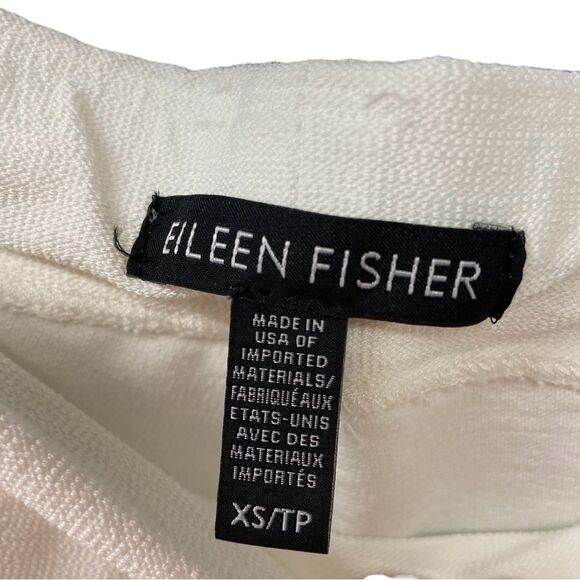 EILEEN FISHER
MADE IN
USA OF
IMPORTED
MATERIALS/
FABRIQUÉ AUX
ETATS-UNIS
AVEC DES
MATERIAUX
IMPORTÉS
XS/TP